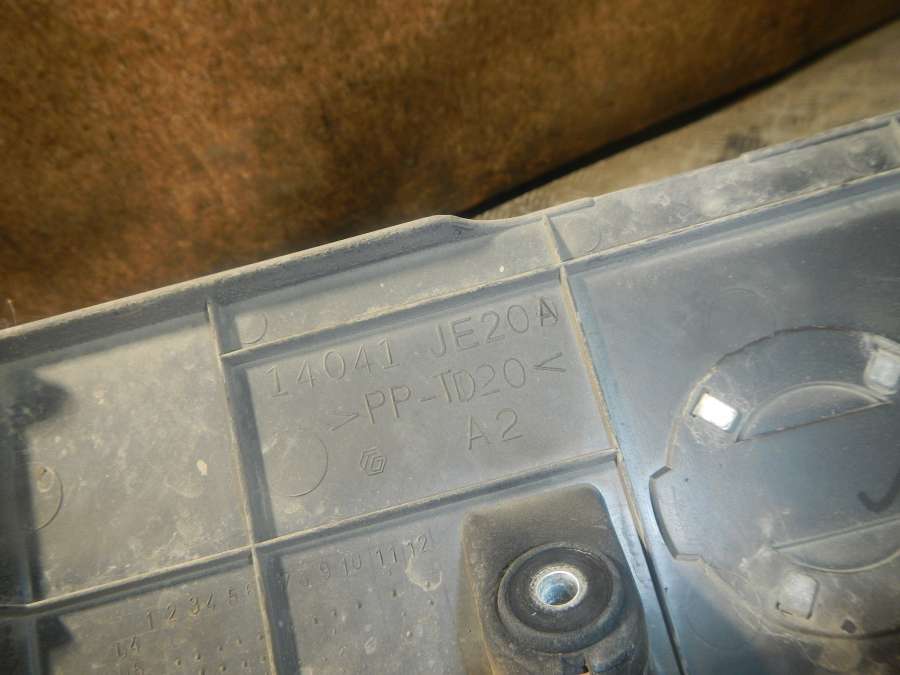 14041 JE20A
>PP-TD20<
A2
1 2 3 4 5 6 7 8 9 10 11 12